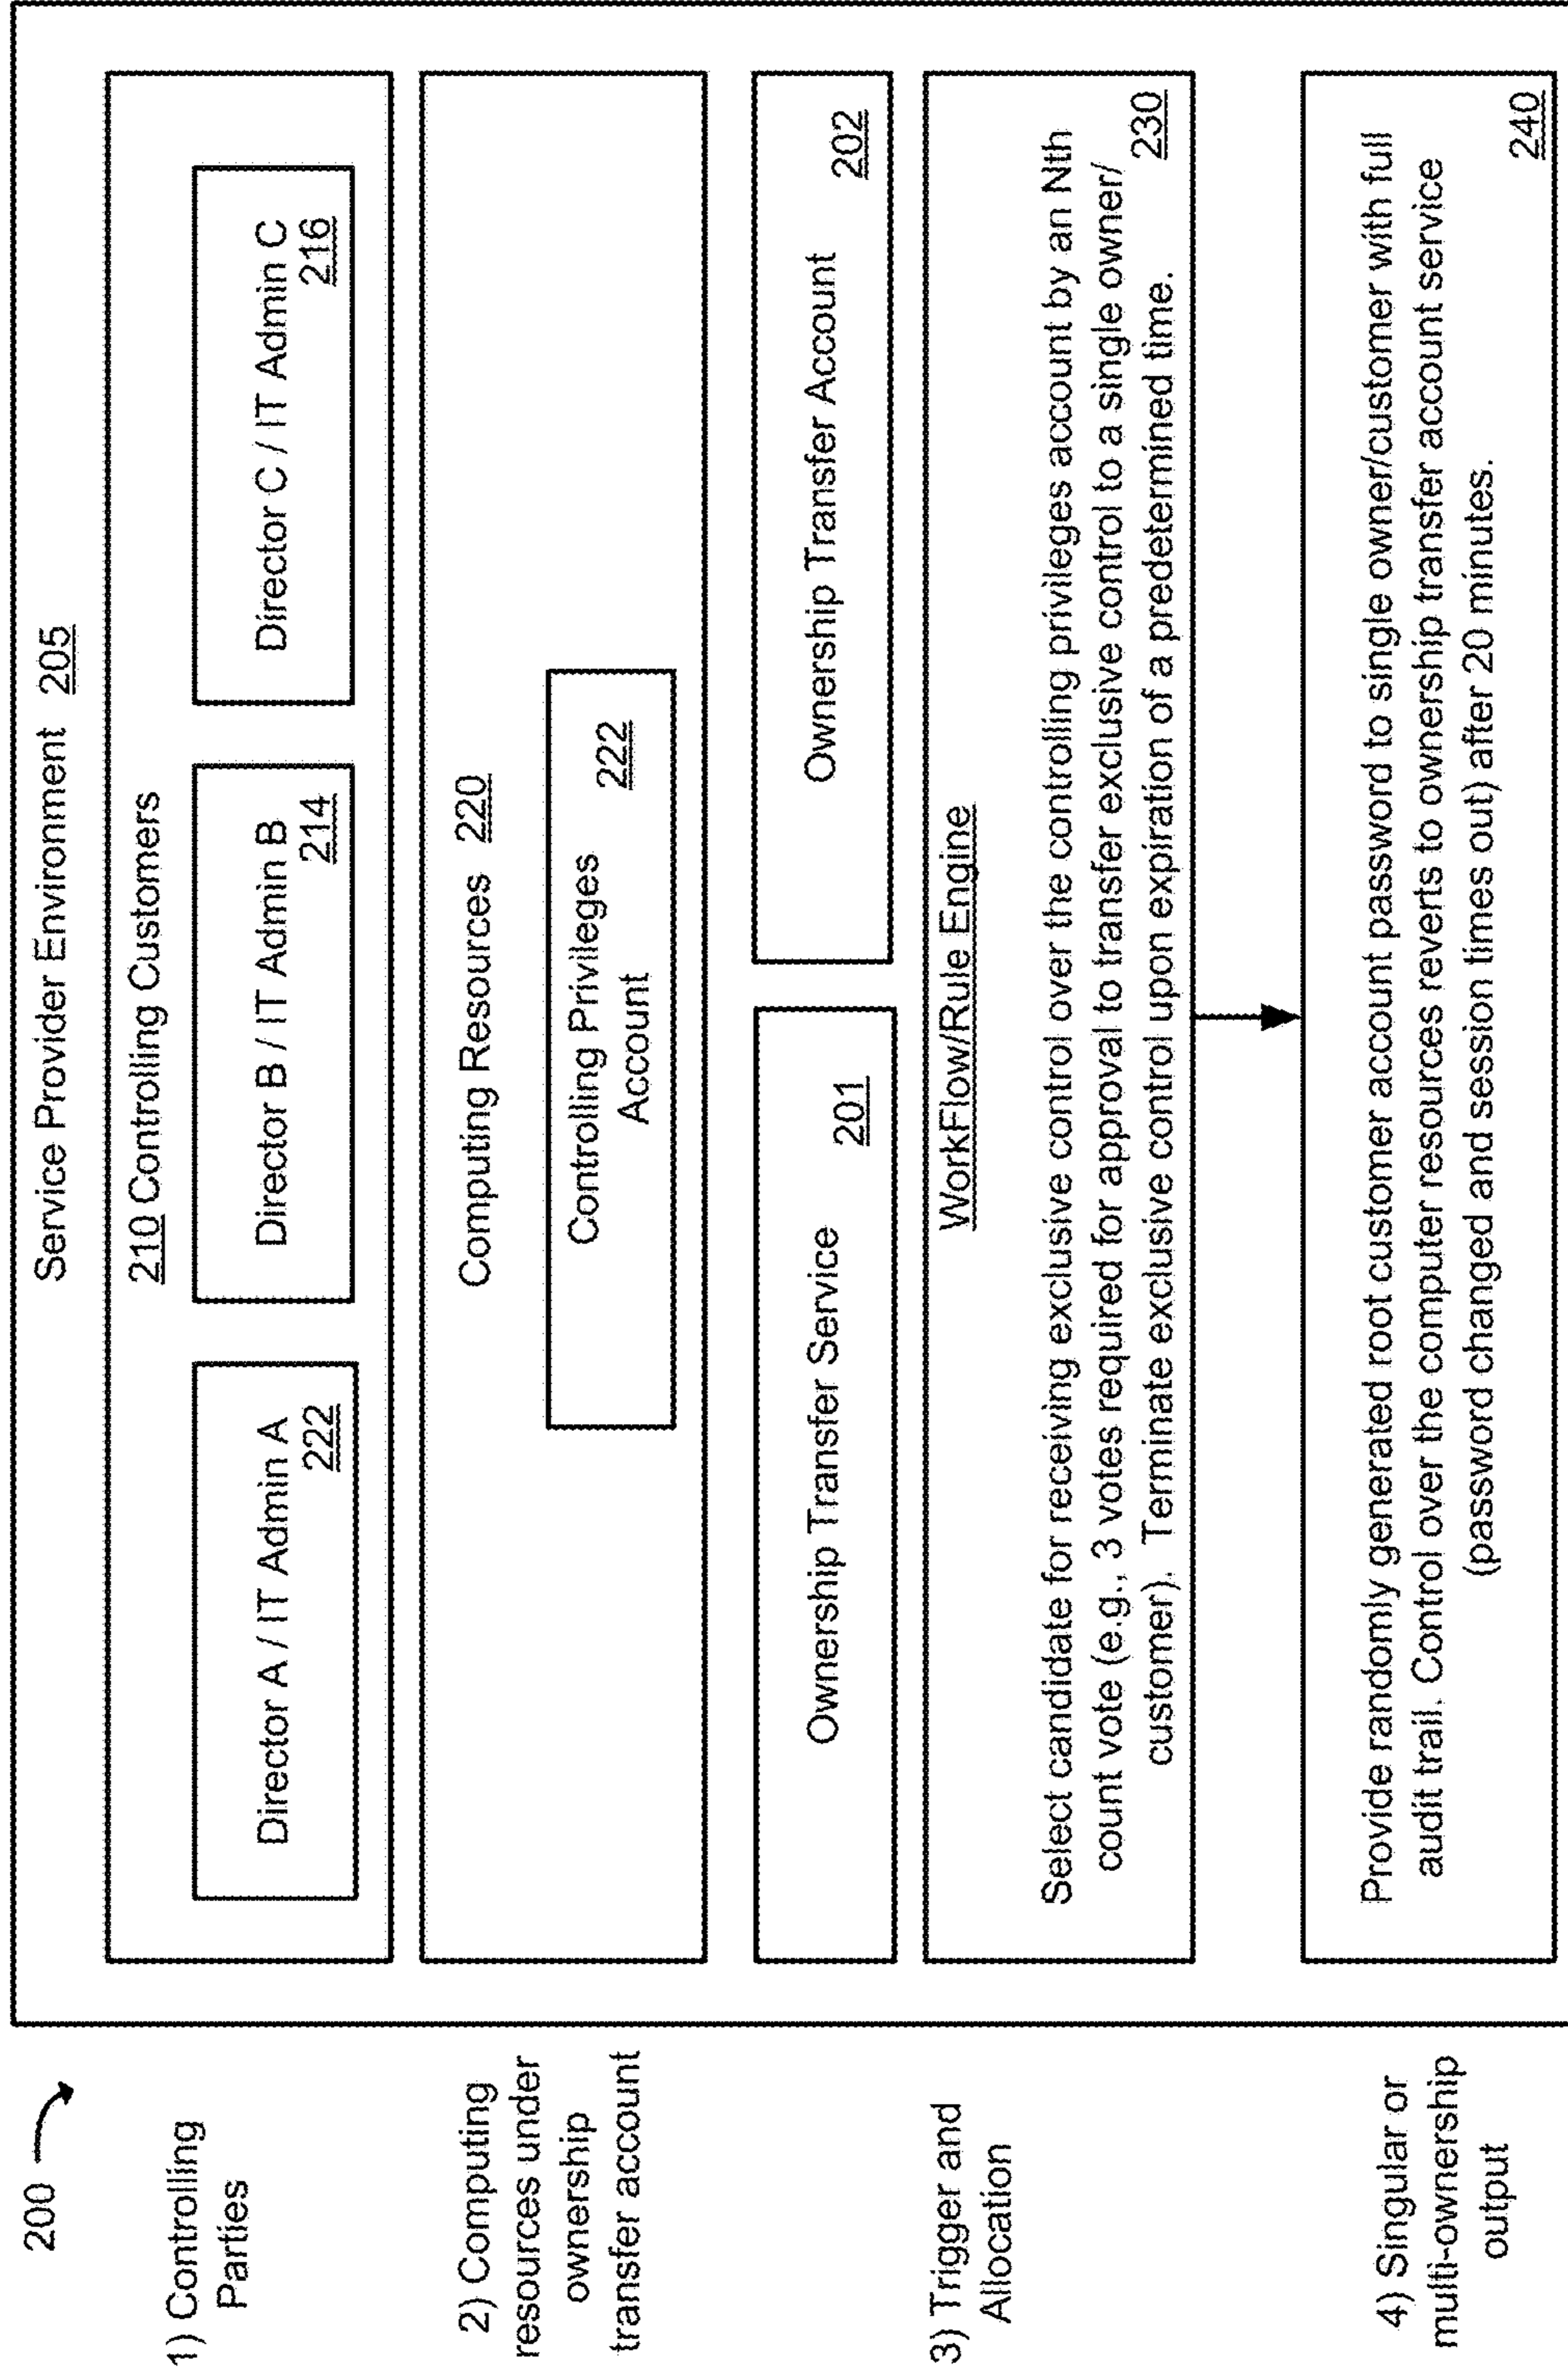 200
Service Provider Environment 205
1) Controlling
Parties
210 Controlling Customers
Director A / IT Admin A
222
Director B / IT Admin B
214
Director C / IT Admin C
216
2) Computing
resources under
ownership
transfer account
Computing Resources 220
Controlling Privileges
Account
222
Ownership Transfer Service
201
Ownership Transfer Account
202
3) Trigger and
Allocation
WorkFlow/Rule Engine
Select candidate for receiving exclusive control over the controlling privileges account by an Nth
count vote (e.g., 3 votes required for approval to transfer exclusive control to a single owner/
customer). Terminate exclusive control upon expiration of a predetermined time.
230
4) Singular or
multi-ownership
output
Provide randomly generated root customer account password to single owner/customer with full
audit trail. Control over the computer resources reverts to ownership transfer account service
(password changed and session times out) after 20 minutes.
240